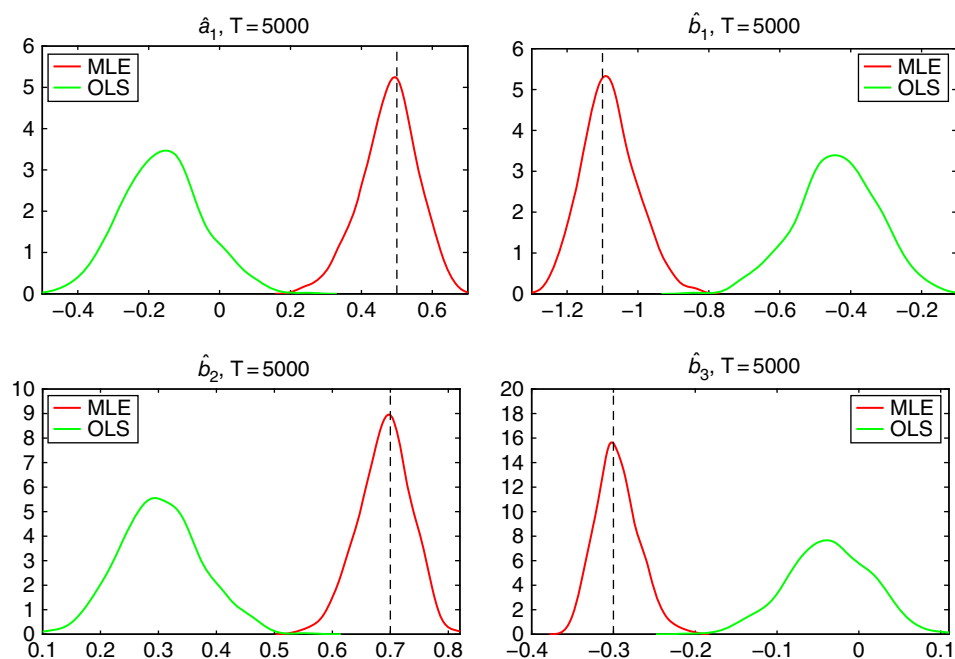 â₁, T = 5000
6
5
4
3
2
1
0
MLE
OLS
−0.4 −0.2 0 0.2 0.4 0.6
b̂₁, T = 5000
6
5
4
3
2
1
0
MLE
OLS
−1.2 −1 −0.8 −0.6 −0.4 −0.2
b̂₂, T = 5000
10
9
8
7
6
5
4
3
2
1
0
MLE
OLS
0.1 0.2 0.3 0.4 0.5 0.6 0.7 0.8
b̂₃, T = 5000
20
18
16
14
12
10
8
6
4
2
0
MLE
OLS
−0.4 −0.3 −0.2 −0.1 0 0.1